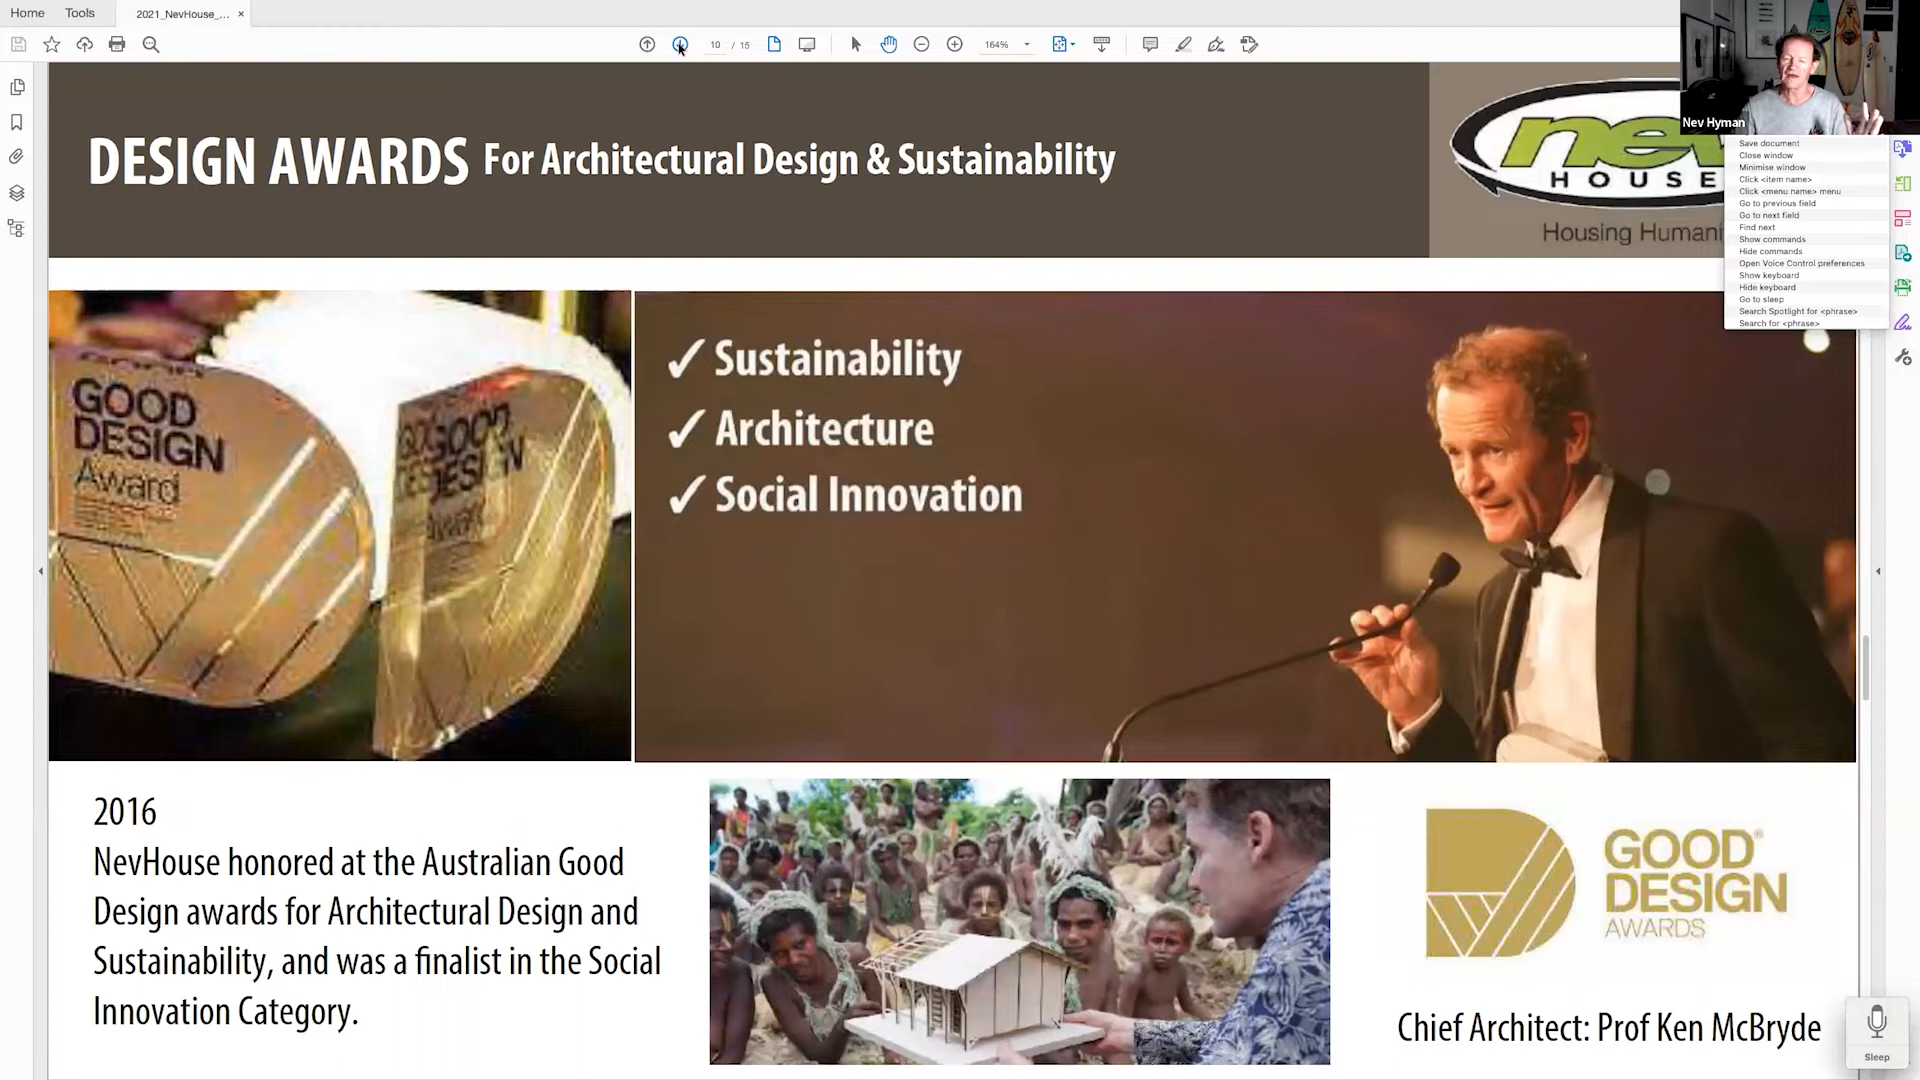 Home
Tools
2021_NevHouse_...
10 / 15
164%
Nev Hyman
DESIGN AWARDS For Architectural Design & Sustainability
nev
HOUSE
Housing Humani
Save document
Close window
Minimise window
Click <item name>
Click <menu name> menu
Go to previous field
Go to next field
Find next
Show commands
Hide commands
Open Voice Control preferences
Show keyboard
Hide keyboard
Go to sleep
Search Spotlight for <phrase>
Search for <phrase>
GOOD
DESIGN
Award
GOOD
DESIGN
✓ Sustainability
✓ Architecture
✓ Social Innovation
2016
NevHouse honored at the Australian Good
Design awards for Architectural Design and
Sustainability, and was a finalist in the Social
Innovation Category.
GOOD®
DESIGN
AWARDS
Chief Architect: Prof Ken McBryde
Sleep